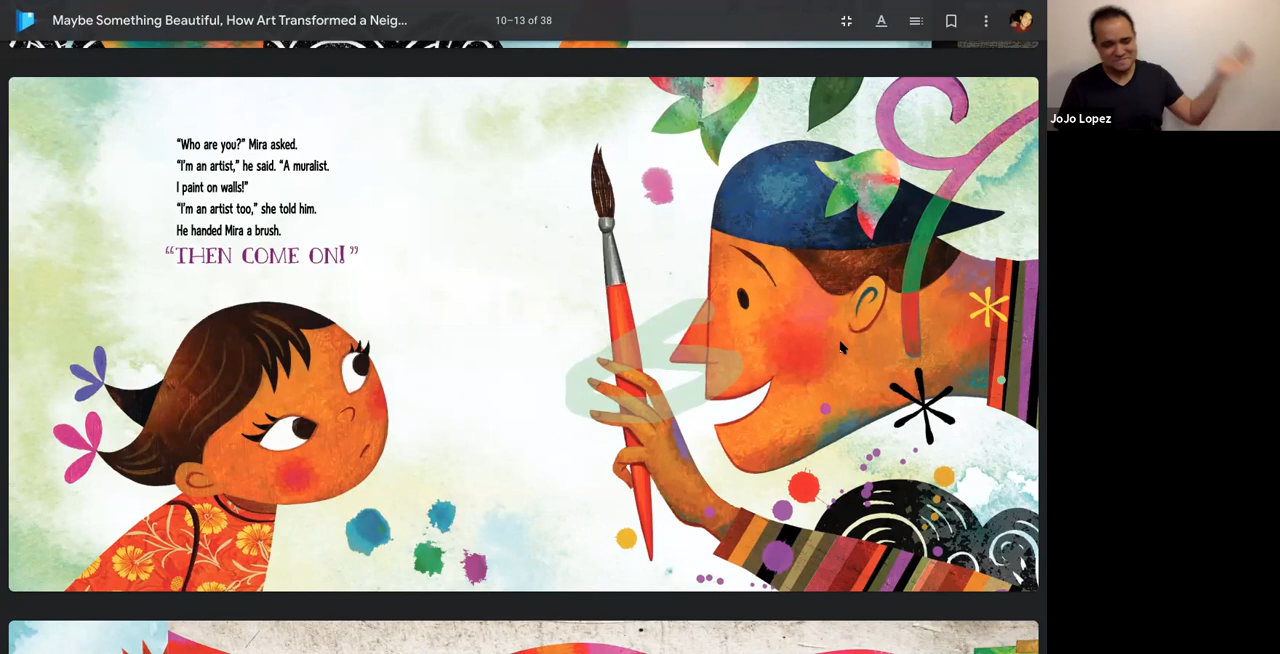 Maybe Something Beautiful, How Art Transformed a Neig...
10–13 of 38
A
JoJo Lopez
“Who are you?” Mira asked.
“I’m an artist,” he said. “A muralist.
I paint on walls!”
“I’m an artist too,” she told him.
He handed Mira a brush.
“THEN COME ON!”